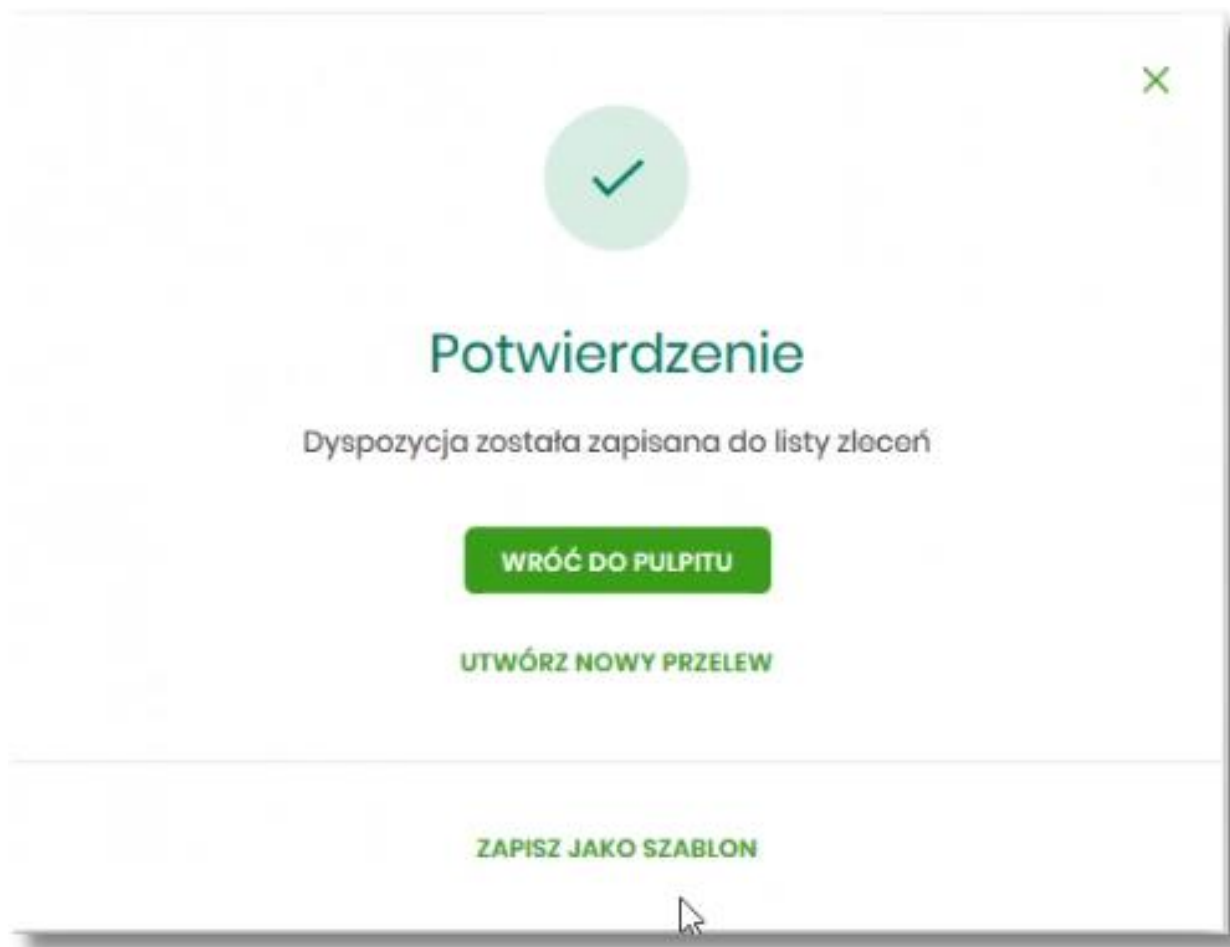 Potwierdzenie
Dyspozycja została zapisana do listy zleceń
WRÓĆ DO PULPITU
UTWÓRZ NOWY PRZELEW
ZAPISZ JAKO SZABLON